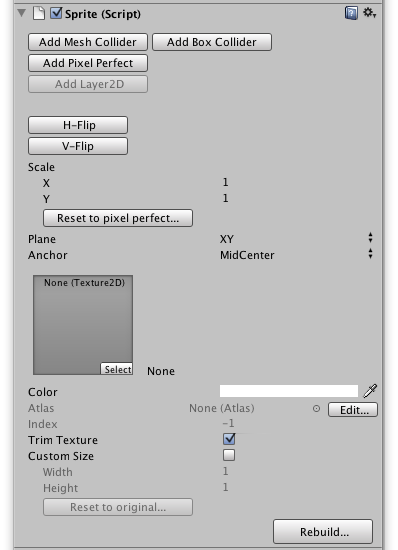 Sprite (Script)
Add Mesh Collider Add Box Collider
Add Pixel Perfect
Add Layer2D
H-Flip
V-Flip
Scale
X 1
Y 1
Reset to pixel perfect...
Plane XY
Anchor MidCenter
None (Texture2D)
Select
None
Color
Atlas None (Atlas) Edit...
Index -1
Trim Texture
Custom Size
Width 1
Height 1
Reset to original...
Rebuild...